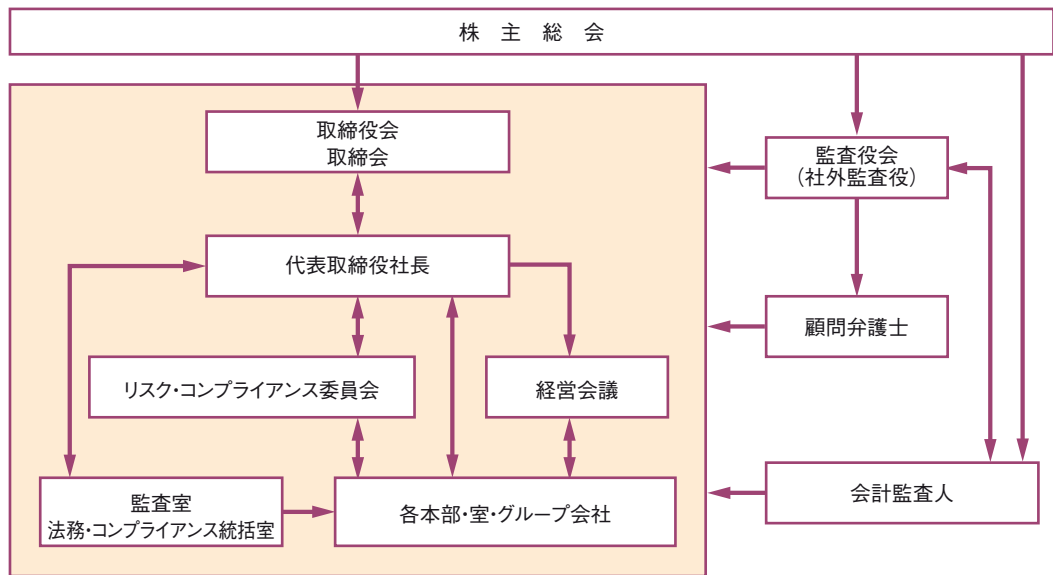 株主総会
取締役会
取締会
監査役会
（社外監査役）
代表取締役社長
顧問弁護士
リスク・コンプライアンス委員会
経営会議
監査室
法務・コンプライアンス統括室
各本部・室・グループ会社
会計監査人